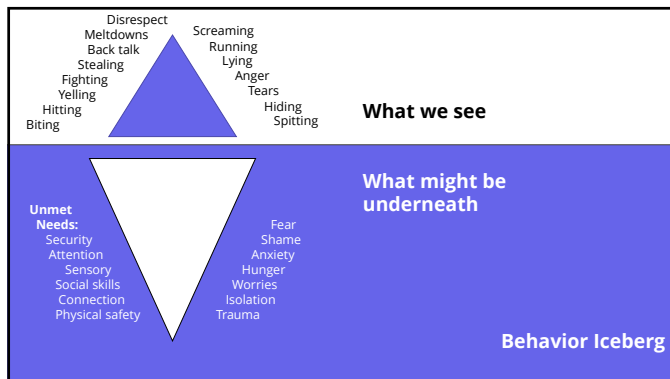 Disrespect
Meltdowns
Back talk
Stealing
Fighting
Yelling
Hitting
Biting
Screaming
Running
Lying
Anger
Tears
Hiding
Spitting
What we see
What might be
underneath
Unmet
Needs:
Security
Attention
Sensory
Social skills
Connection
Physical safety
Fear
Shame
Anxiety
Hunger
Worries
Isolation
Trauma
Behavior Iceberg